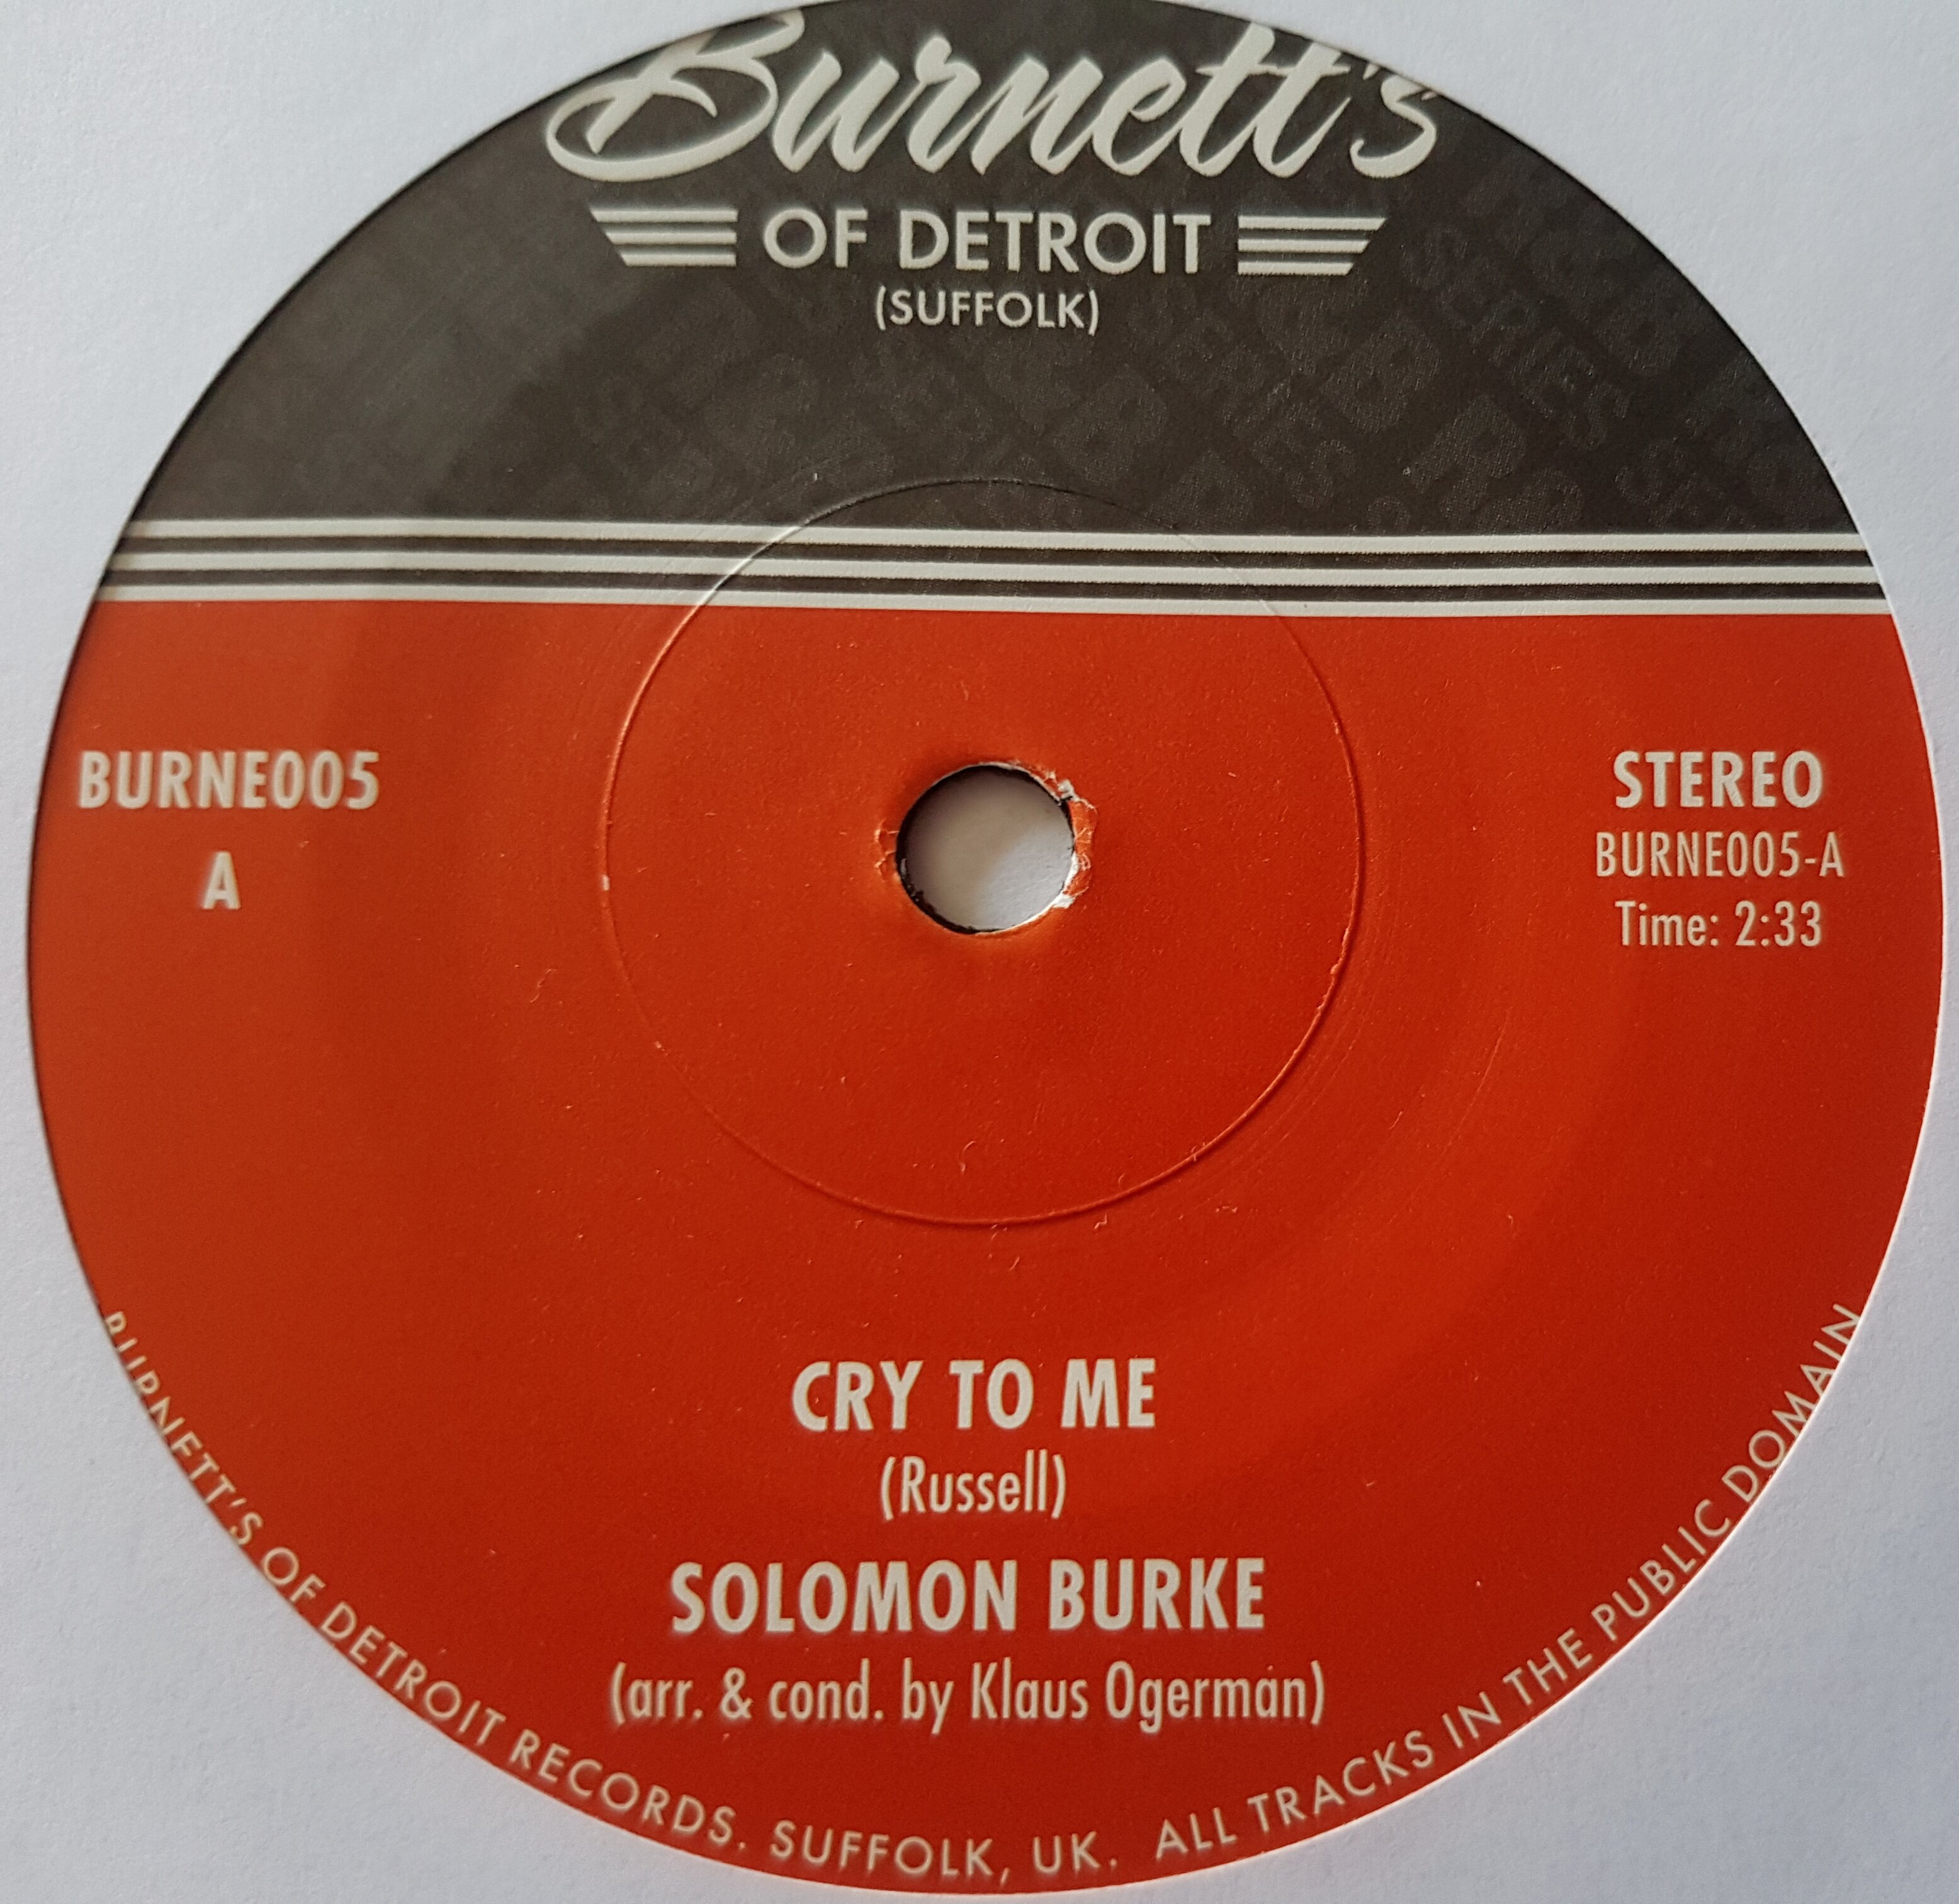 Burnett's
OF DETROIT
(SUFFOLK)
BURNE005
A
STEREO
BURNE005-A
Time: 2:33
CRY TO ME
(Russell)
SOLOMON BURKE
(arr. & cond. by Klaus Ogermán)
BURNETT'S OF DETROIT RECORDS. SUFFOLK, UK. ALL TRACKS IN THE PUBLIC DOMAIN